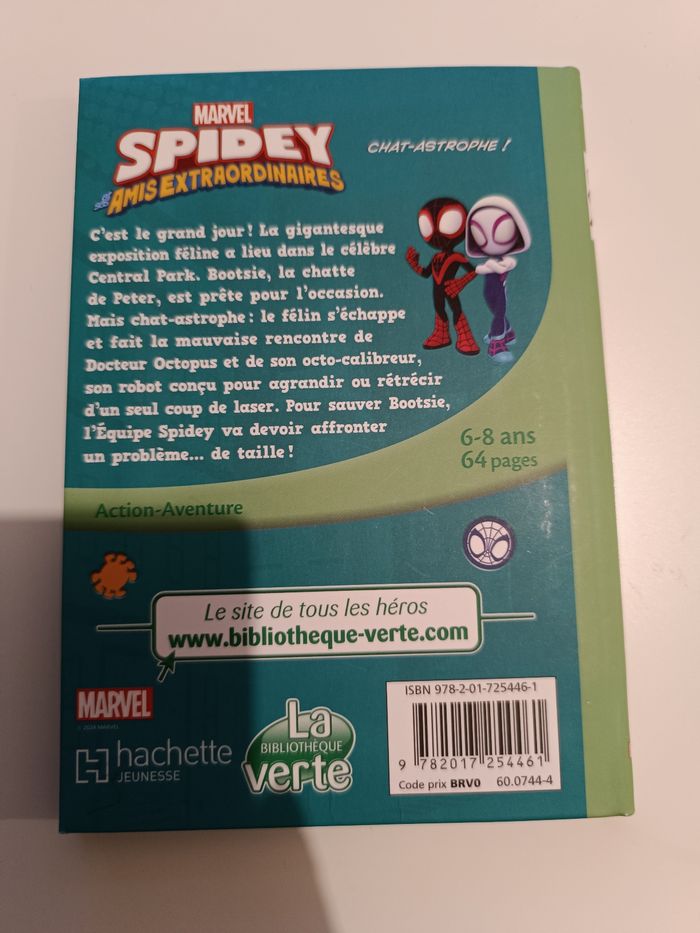 MARVEL
SPIDEY
AMIS EXTRAORDINAIRES
CHAT-ASTROPHE !
C'est le grand jour! La gigantesque
exposition féline a lieu dans le célèbre
Central Park. Bootsie, la chatte
de Peter, est prête pour l'occasion.
Mais chat-astrophe : le félin s'échappe
et fait la mauvaise rencontre de
Docteur Octopus et de son octo-calibreur,
son robot conçu pour agrandir ou rétrécir
d'un seul coup de laser. Pour sauver Bootsie,
l'Équipe Spidey va devoir affronter
un problème... de taille !
6-8 ans
64 pages
Action-Aventure
Le site de tous les héros
www.bibliotheque-verte.com
MARVEL
© 2024 MARVEL
hachette
JEUNESSE
La
BIBLIOTHÈQUE
verte
ISBN 978-2-01-725446-1
9 782017 254461
Code prix BRV0 60.0744-4